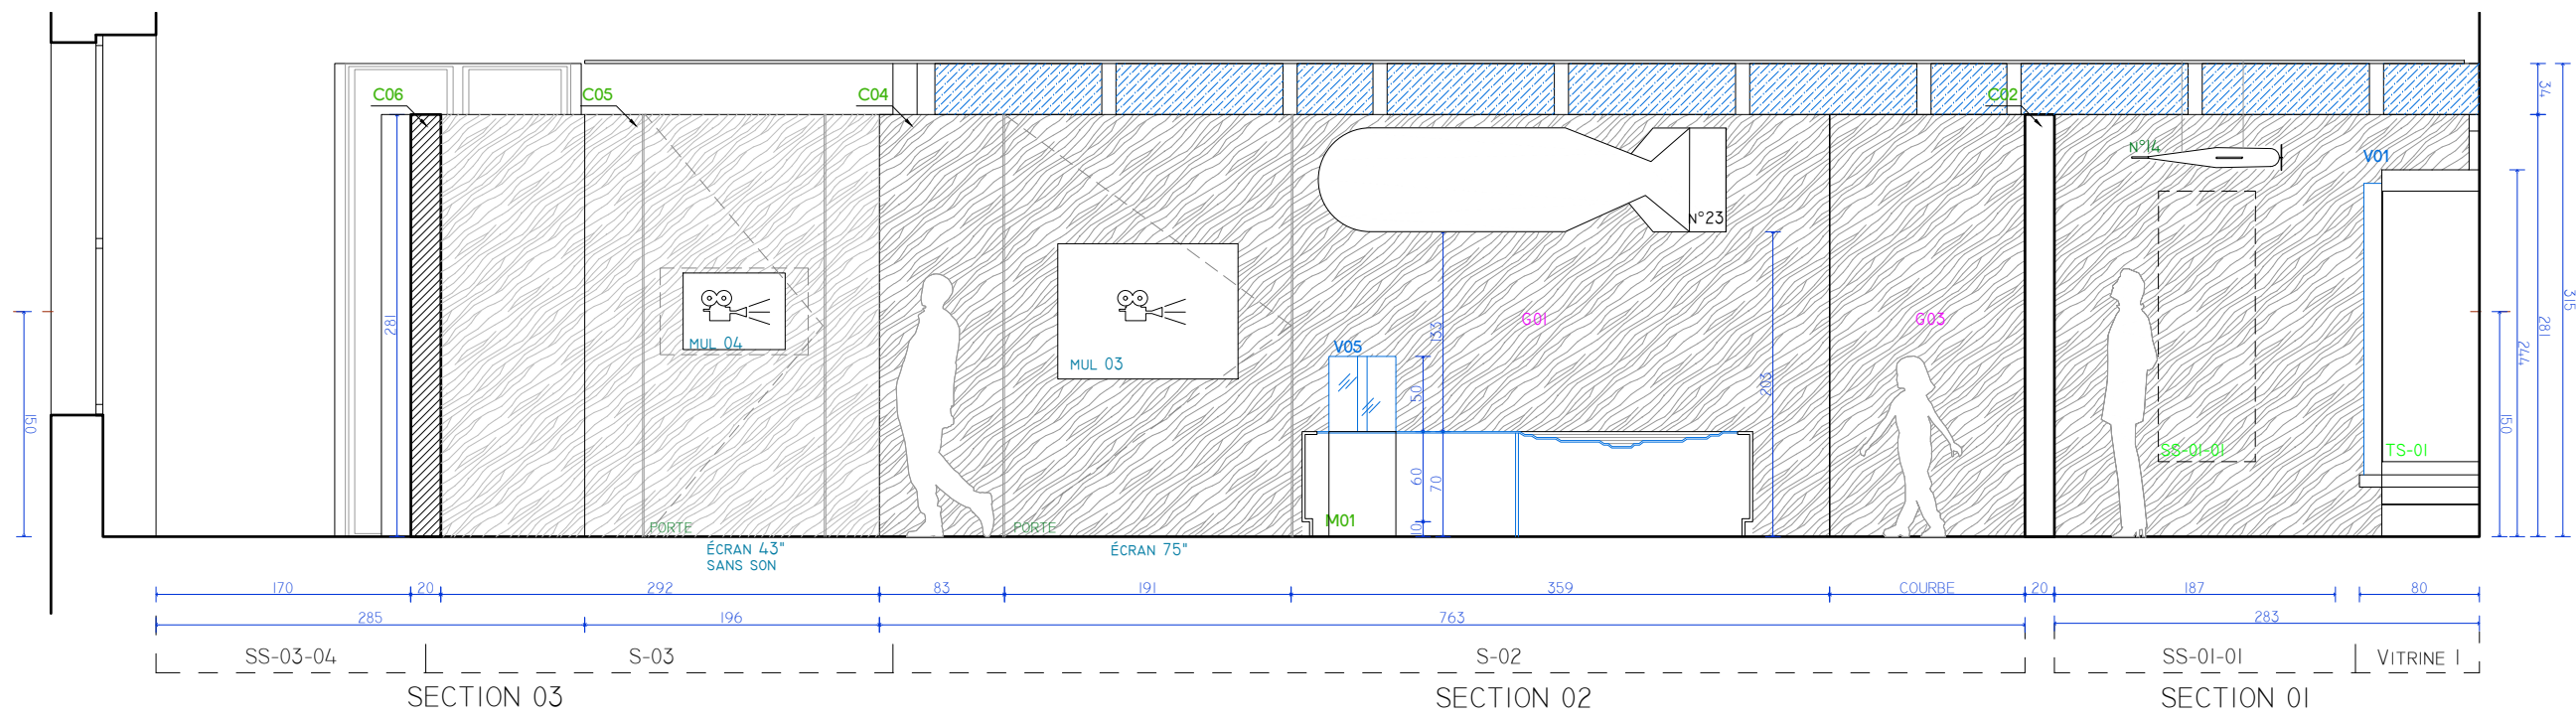 C06
C05
C04
C02
34
N°14
V01
N°23
315
281
281
244
G01
G03
133
MUL 04
MUL 03
V05
203
50
150
150
SS-01-01
TS-01
60
70
10
M01
PORTE
PORTE
ÉCRAN 43"
SANS SON
ÉCRAN 75"
170
20
292
83
191
359
COURBE
20
187
80
285
196
763
283
SS-03-04
S-03
S-02
SS-01-01
VITRINE 1
SECTION 03
SECTION 02
SECTION 01